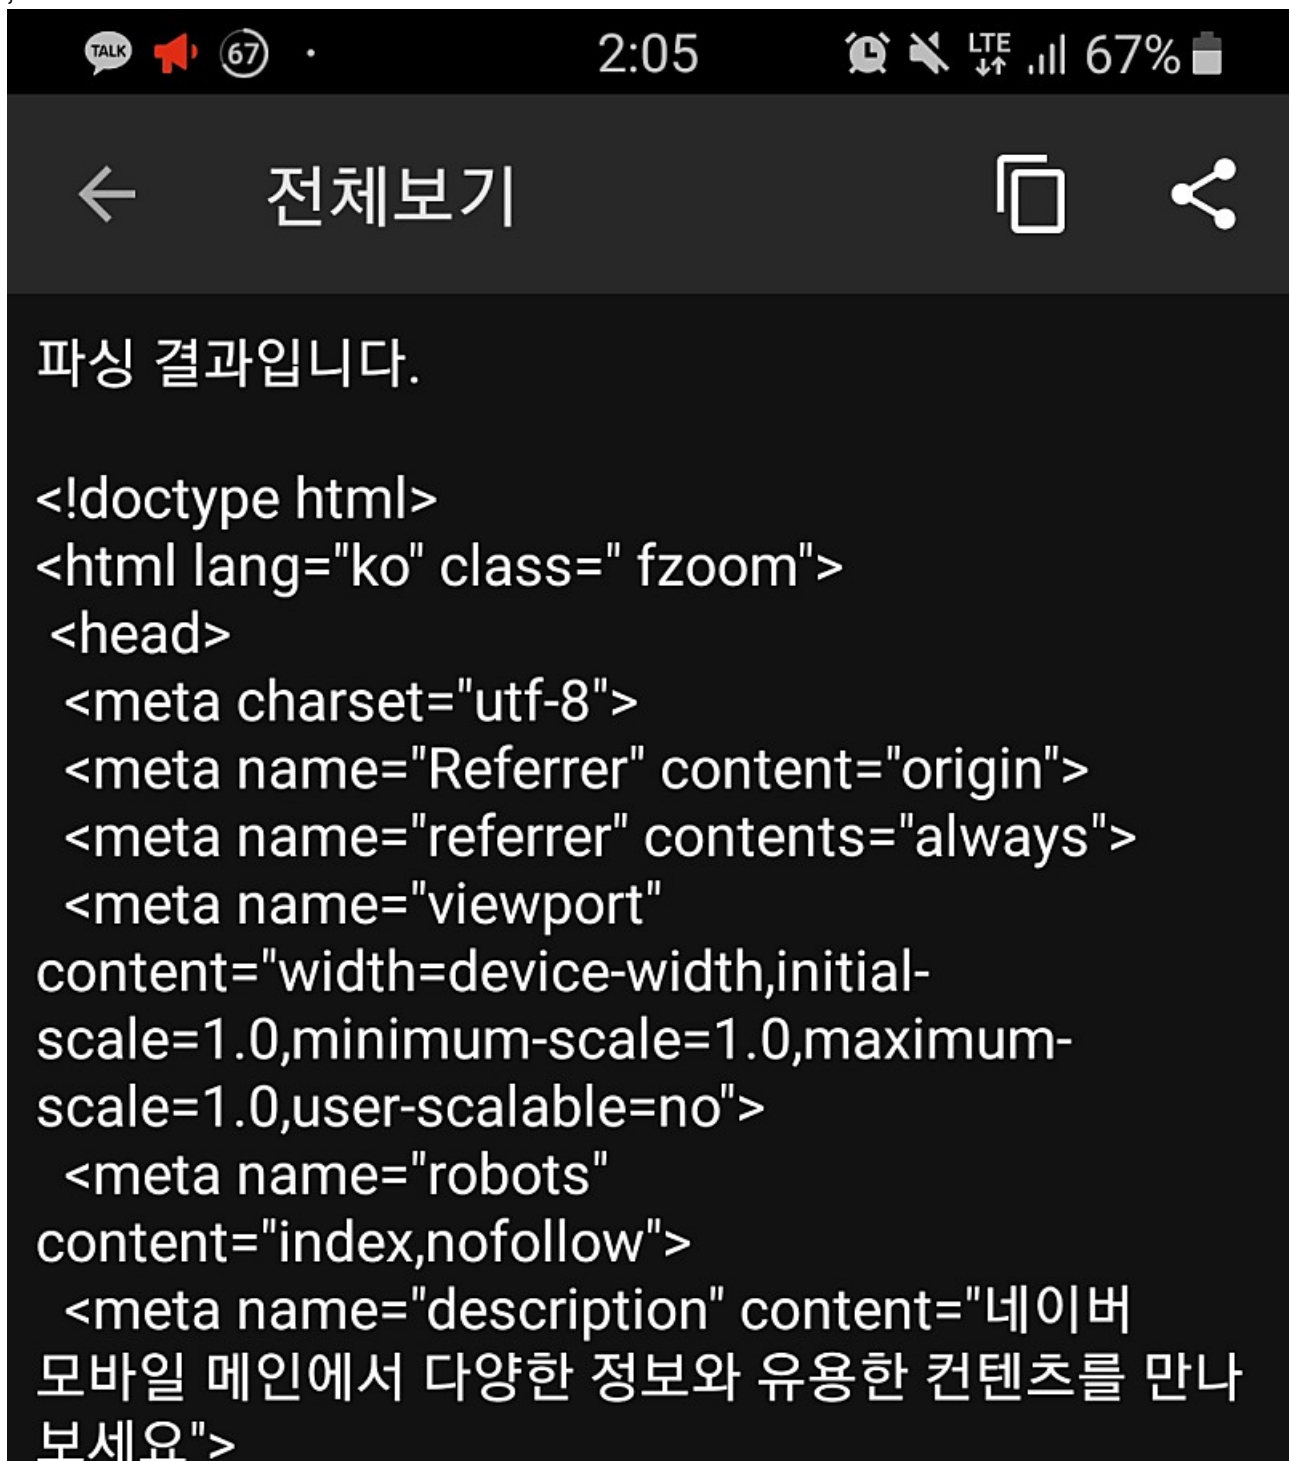 TALK 67 · 2:05 LTE 67%
전체보기
파싱 결과입니다.
<!doctype html>
<html lang="ko" class=" fzoom">
<head>
<meta charset="utf-8">
<meta name="Referrer" content="origin">
<meta name="referrer" contents="always">
<meta name="viewport"
content="width=device-width,initial-
scale=1.0,minimum-scale=1.0,maximum-
scale=1.0,user-scalable=no">
<meta name="robots"
content="index,nofollow">
<meta name="description" content="네이버
모바일 메인에서 다양한 정보와 유용한 컨텐츠를 만나
보세요">